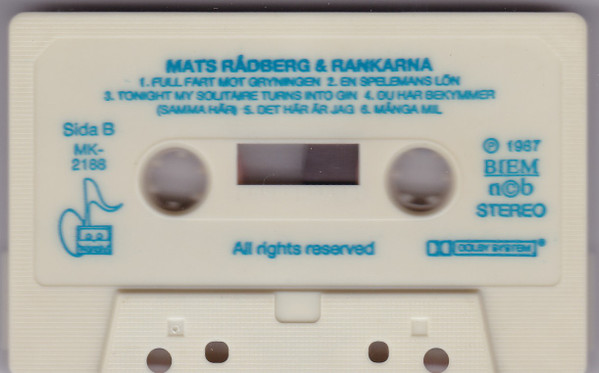 MATS RÅDBERG & RANKARNA
1. FULL FART MOT GRYNINGEN 2. EN SPELEMANS LÖN
3. TONIGHT MY SOLITAIRE TURNS INTO GIN 4. DU HAR BEKYMMER
(SAMMA HÄR) 5. DET HÄR ÄR JAG 6. MÅNGA MIL
Sida B
MK-
2188
℗ 1987
BIEM
n©b
STEREO
All rights reserved
DOLBY SYSTEM®